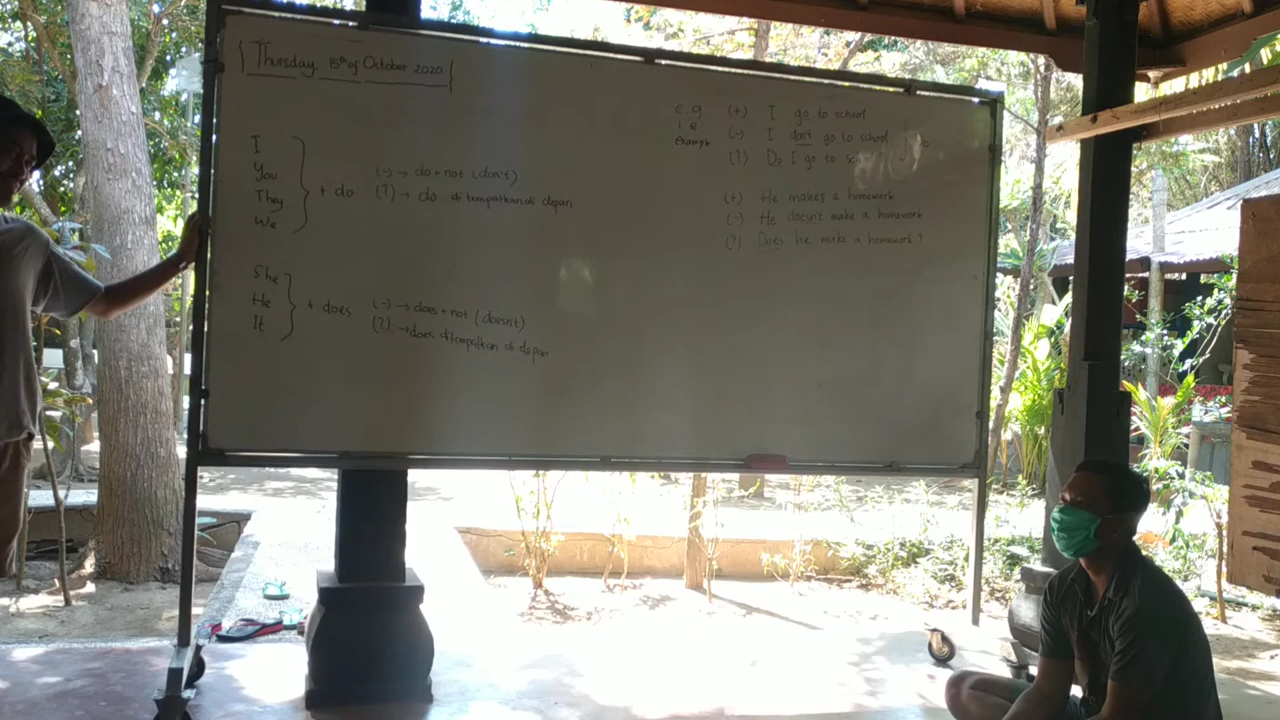 Thursday, 15th of October 2020
I
You
They
We
+ do
(-) → do + not (don't)
(?) → do ditempatkan di depan
She
He
It
+ does
(-) → does + not (doesn't)
(?) → does ditempatkan di depan
e.g
i e
example
(+) I go to school
(-) I don't go to school
(?) Do I go to
(+) He makes a homework
(-) He doesn't make a homework
(?) Does he make a homework?